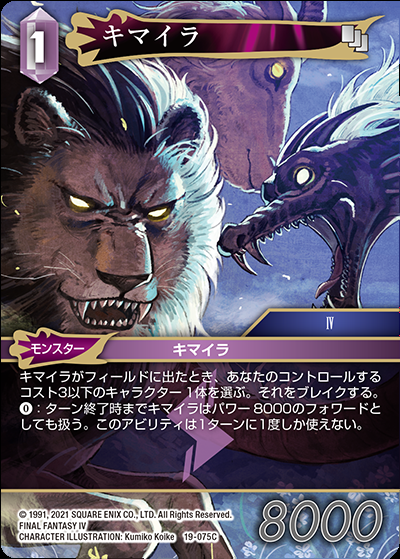 1
キマイラ
IV
モンスター
キマイラ
キマイラがフィールドに出たとき、あなたのコントロールする
コスト3以下のキャラクター 1体を選ぶ。それをブレイクする。
0：ターン終了時までキマイラはパワー 8000のフォワードと
しても扱う。このアビリティは1ターンに1度しか使えない。
© 1991, 2021 SQUARE ENIX CO., LTD. All Rights Reserved.
FINAL FANTASY IV
CHARACTER ILLUSTRATION: Kumiko Koike 19-075C
8000